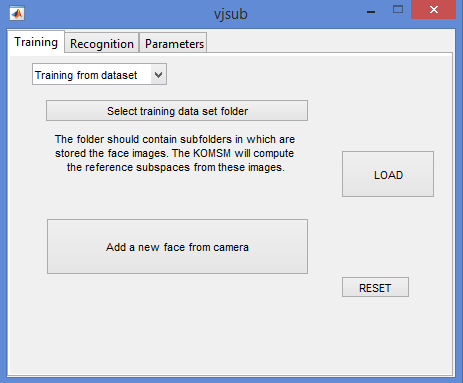 vjsub
Training Recognition Parameters
Training from dataset
Select training data set folder
The folder should contain subfolders in which are
stored the face images. The KOMSM will compute
the reference subspaces from these images.
LOAD
Add a new face from camera
RESET